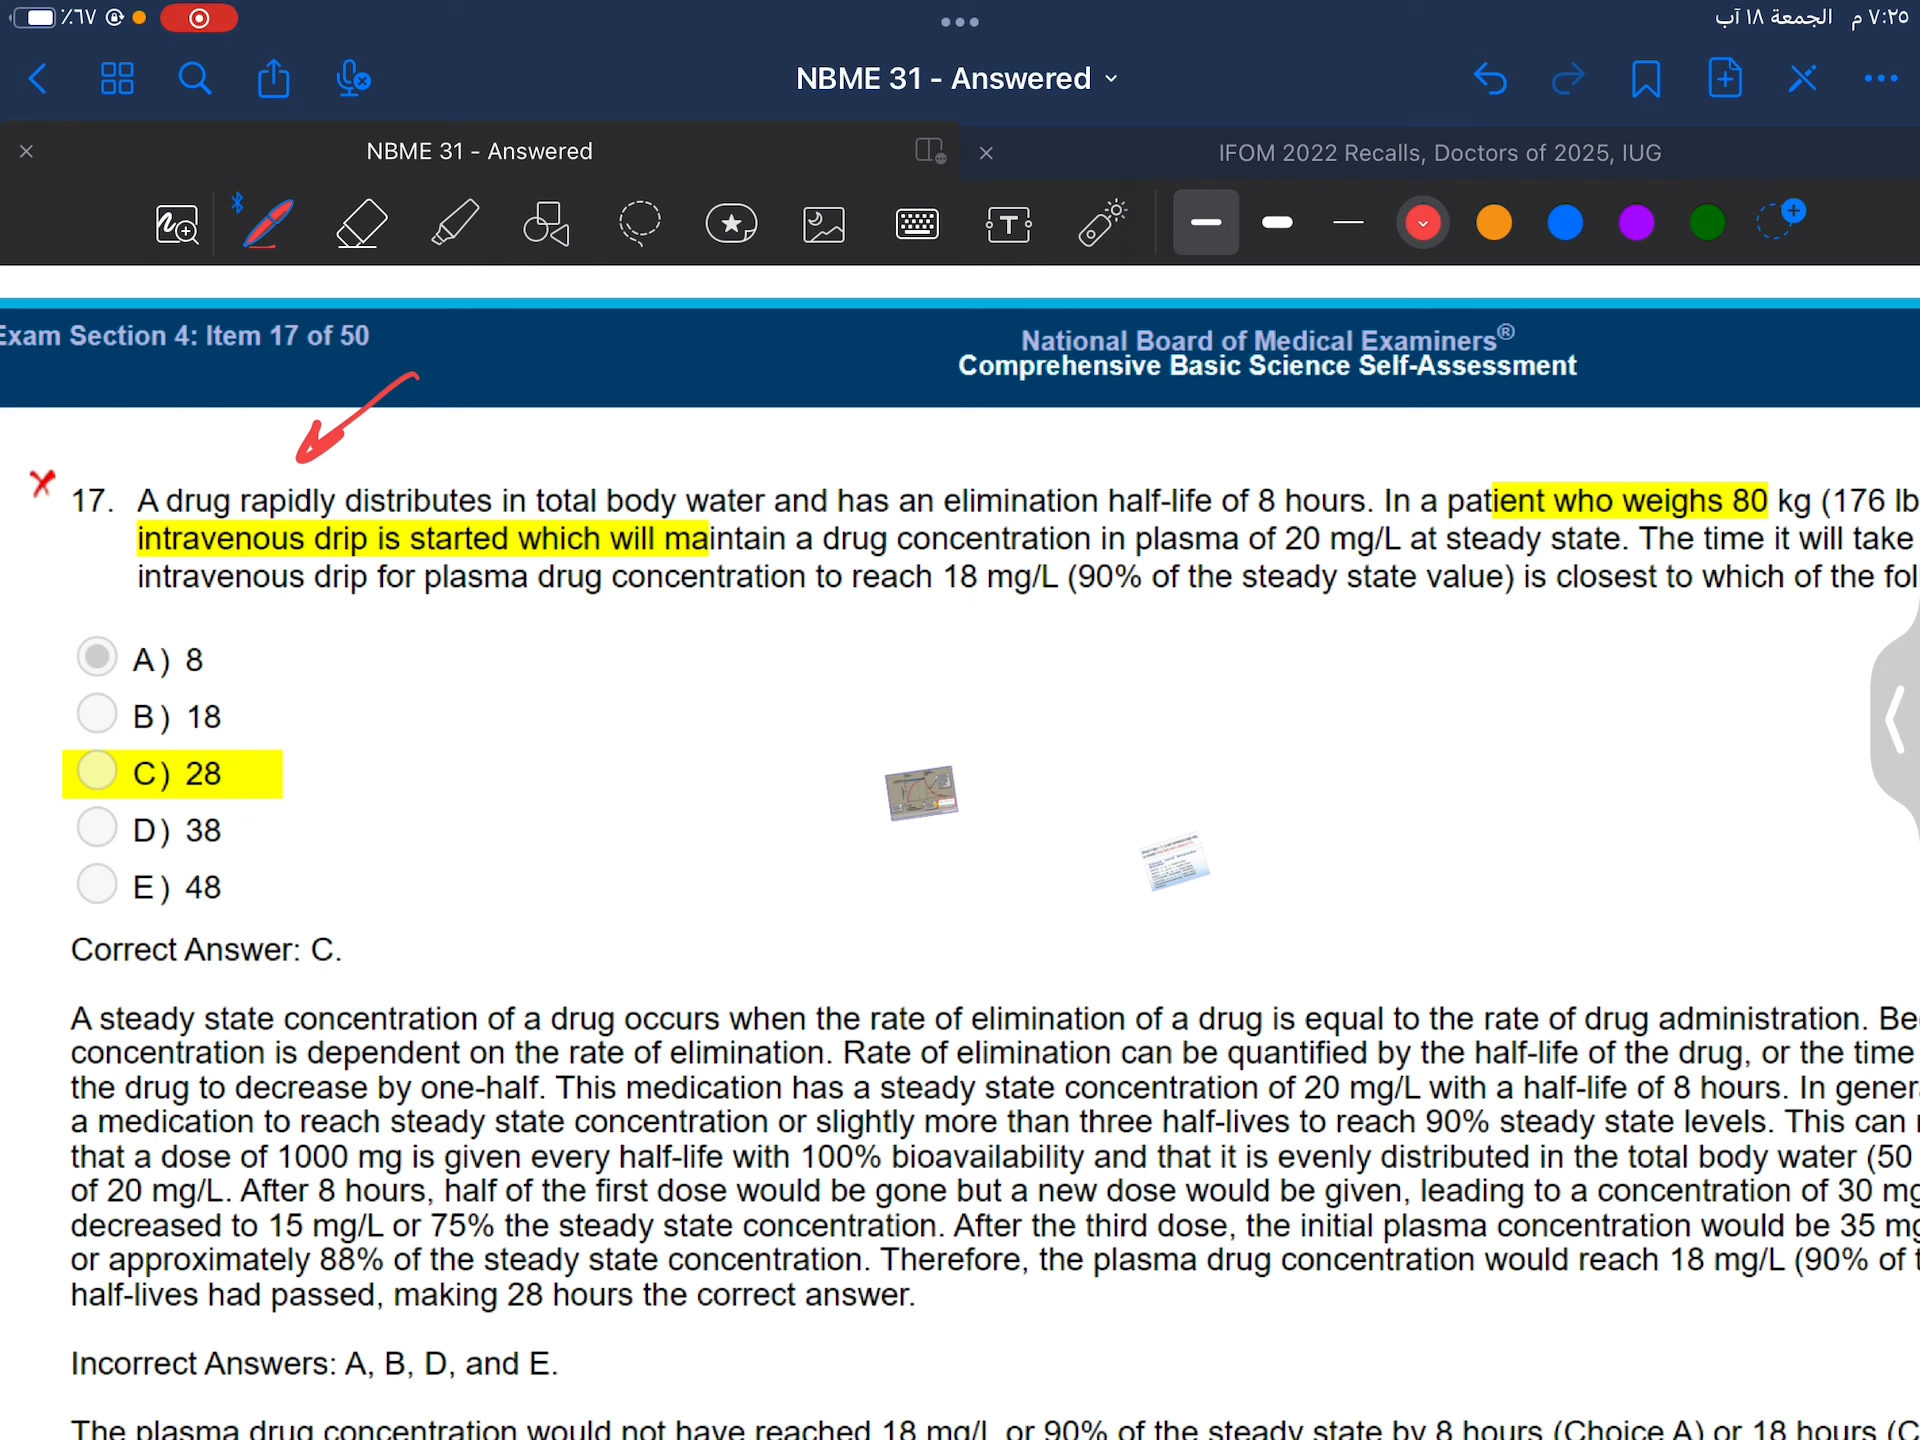 ٪٦٧
٧:٢٥ م الجمعة ١٨ آب
NBME 31 - Answered
NBME 31 - Answered
IFOM 2022 Recalls, Doctors of 2025, IUG
T
Exam Section 4: Item 17 of 50
National Board of Medical Examiners®
Comprehensive Basic Science Self-Assessment
17. A drug rapidly distributes in total body water and has an elimination half-life of 8 hours. In a patient who weighs 80 kg (176 lb
intravenous drip is started which will maintain a drug concentration in plasma of 20 mg/L at steady state. The time it will take
intravenous drip for plasma drug concentration to reach 18 mg/L (90% of the steady state value) is closest to which of the fol
A) 8
B) 18
C) 28
D) 38
E) 48
Correct Answer: C.
A steady state concentration of a drug occurs when the rate of elimination of a drug is equal to the rate of drug administration. Be
concentration is dependent on the rate of elimination. Rate of elimination can be quantified by the half-life of the drug, or the time
the drug to decrease by one-half. This medication has a steady state concentration of 20 mg/L with a half-life of 8 hours. In gener
a medication to reach steady state concentration or slightly more than three half-lives to reach 90% steady state levels. This can
that a dose of 1000 mg is given every half-life with 100% bioavailability and that it is evenly distributed in the total body water (50
of 20 mg/L. After 8 hours, half of the first dose would be gone but a new dose would be given, leading to a concentration of 30 mg
decreased to 15 mg/L or 75% the steady state concentration. After the third dose, the initial plasma concentration would be 35 mg
or approximately 88% of the steady state concentration. Therefore, the plasma drug concentration would reach 18 mg/L (90% of t
half-lives had passed, making 28 hours the correct answer.
Incorrect Answers: A, B, D, and E.
The plasma drug concentration would not have reached 18 mg/L or 90% of the steady state by 8 hours (Choice A) or 18 hours (C